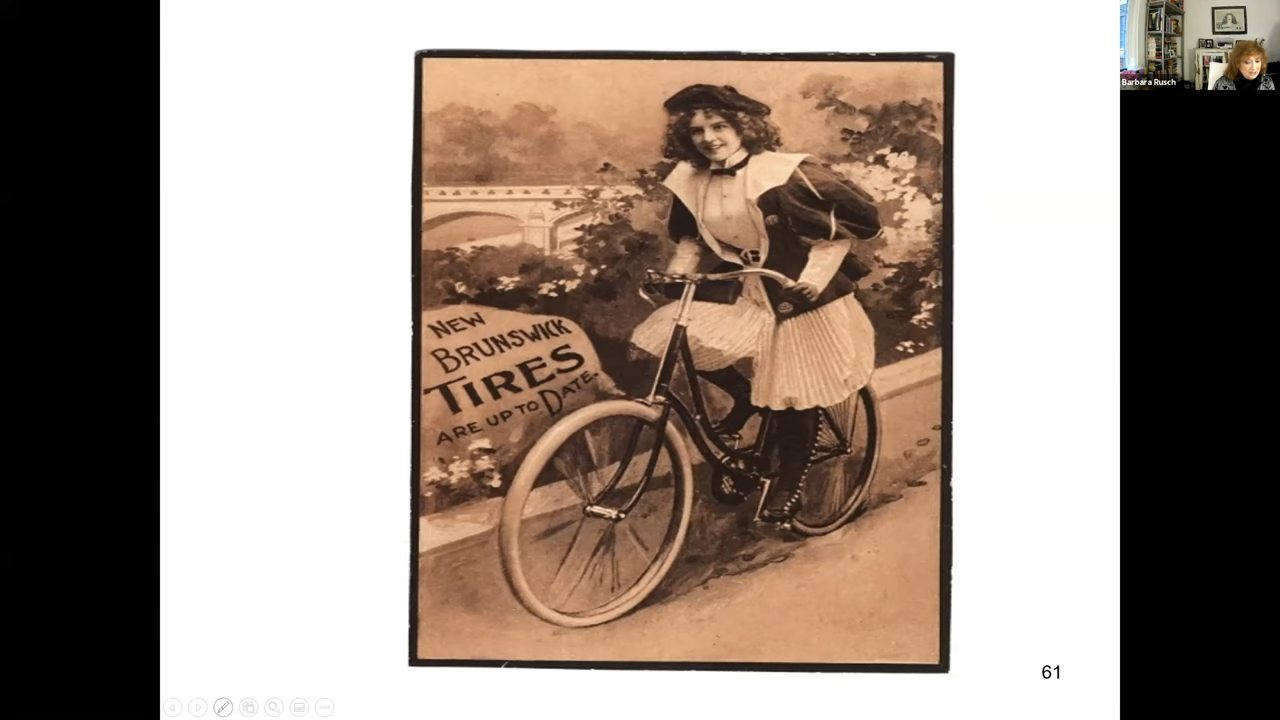 Barbara Rusch
NEW
BRUNSWICK
TIRES
ARE UP TO DATE
61